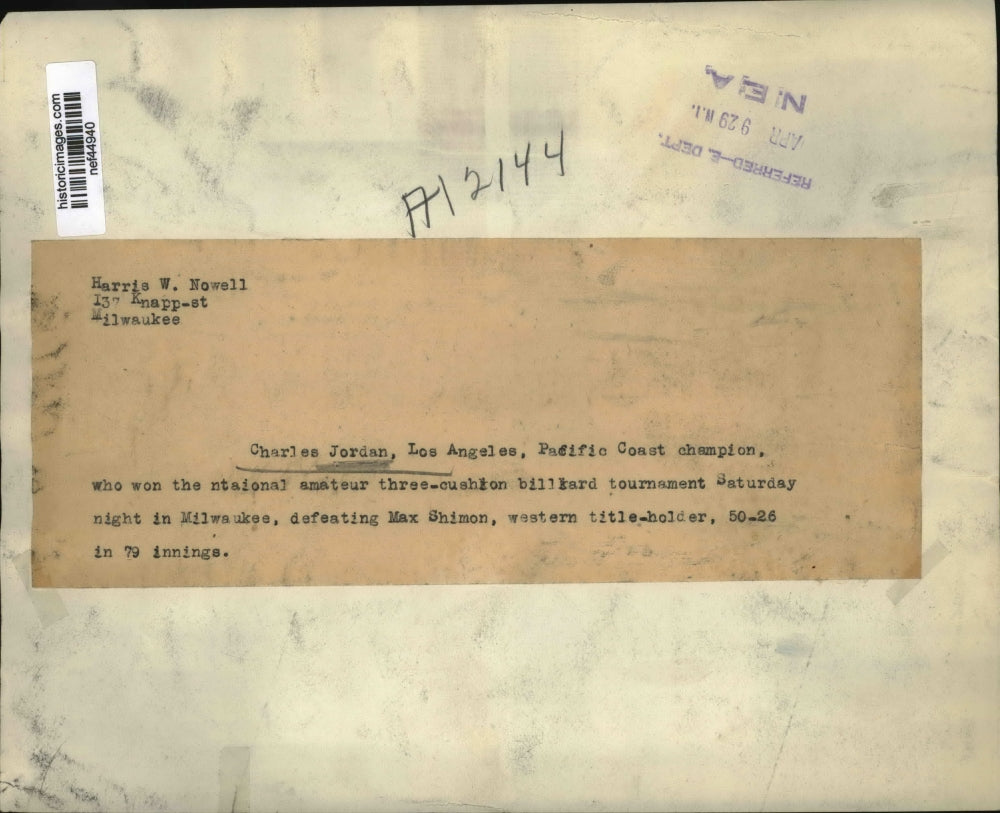 historicimages.com
nef44940
N.E.A.
APR 9 29 N.I.
REFERRED-E. DEPT.
A12144
Harris W. Nowell
137 Knapp-st
Milwaukee
Charles Jordan, Los Angeles, Pacific Coast champion,
who won the ntaional amateur three-cushion billiard tournament Saturday
night in Milwaukee, defeating Max Shimon, western title-holder, 50-26
in 79 innings.